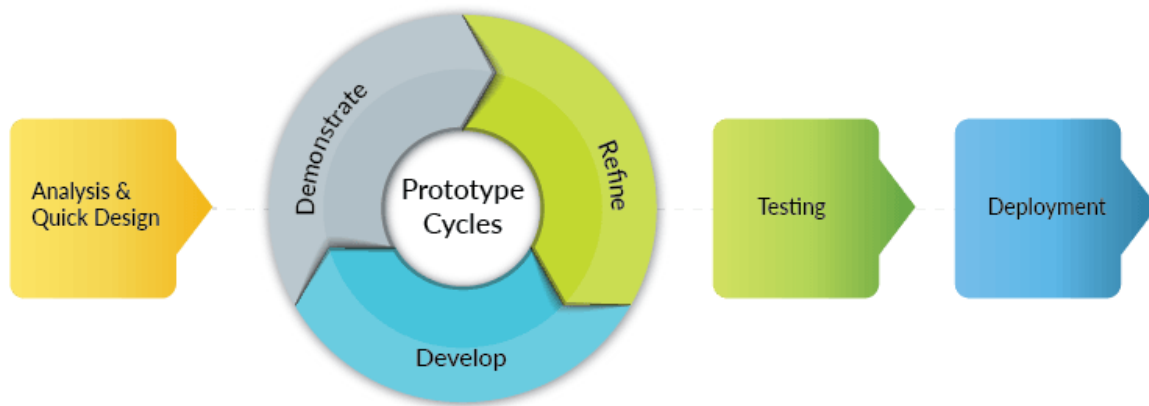 Analysis &
Quick Design
Demonstrate
Refine
Develop
Prototype
Cycles
Testing
Deployment